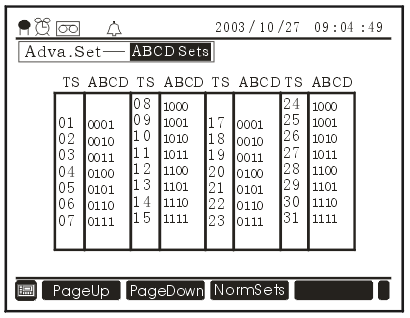 2003/10/27 09:04:49
Adva.Set— ABCD Sets
TS ABCD TS ABCD TS ABCD TS ABCD
08 1000 24 1000
01 0001 09 1001 17 0001 25 1001
02 0010 10 1010 18 0010 26 1010
03 0011 11 1011 19 0011 27 1011
04 0100 12 1100 20 0100 28 1100
05 0101 13 1101 21 0101 29 1101
06 0110 14 1110 22 0110 30 1110
07 0111 15 1111 23 0111 31 1111
PageUp PageDown NormSets